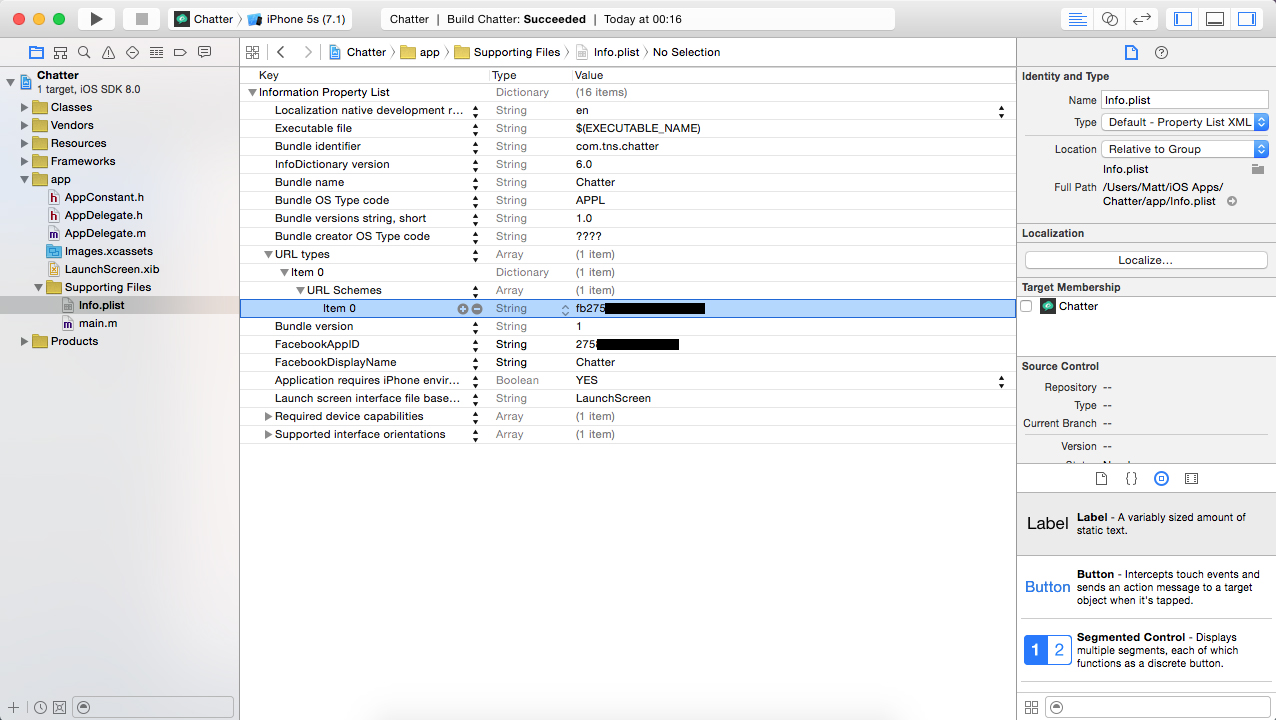 Chatter
iPhone 5s (7.1)
Chatter | Build Chatter: Succeeded | Today at 00:16
Chatter
app
Supporting Files
Info.plist
No Selection
Chatter
1 target, iOS SDK 8.0
Classes
Vendors
Resources
Frameworks
app
h AppConstant.h
h AppDelegate.h
m AppDelegate.m
Images.xcassets
LaunchScreen.xib
Supporting Files
Info.plist
m main.m
Products
Key Type Value
Information Property List Dictionary (16 items)
Localization native development r... String en
Executable file String $(EXECUTABLE_NAME)
Bundle identifier String com.tns.chatter
InfoDictionary version String 6.0
Bundle name String Chatter
Bundle OS Type code String APPL
Bundle versions string, short String 1.0
Bundle creator OS Type code String ????
URL types Array (1 item)
Item 0 Dictionary (1 item)
URL Schemes Array (1 item)
Item 0 String fb275
Bundle version String 1
FacebookAppID String 275
FacebookDisplayName String Chatter
Application requires iPhone envir... Boolean YES
Launch screen interface file base... String LaunchScreen
Required device capabilities Array (1 item)
Supported interface orientations Array (1 item)
Identity and Type
Name Info.plist
Type Default - Property List XML
Location Relative to Group
Info.plist
Full Path /Users/Matt/iOS Apps/
Chatter/app/Info.plist
Localization
Localize...
Target Membership
Chatter
Source Control
Repository --
Type --
Current Branch --
Version --
{}
Label
Label - A variably sized amount of
static text.
Button
Button - Intercepts touch events and
sends an action message to a target
object when it's tapped.
1 2
Segmented Control - Displays
multiple segments, each of which
functions as a discrete button.